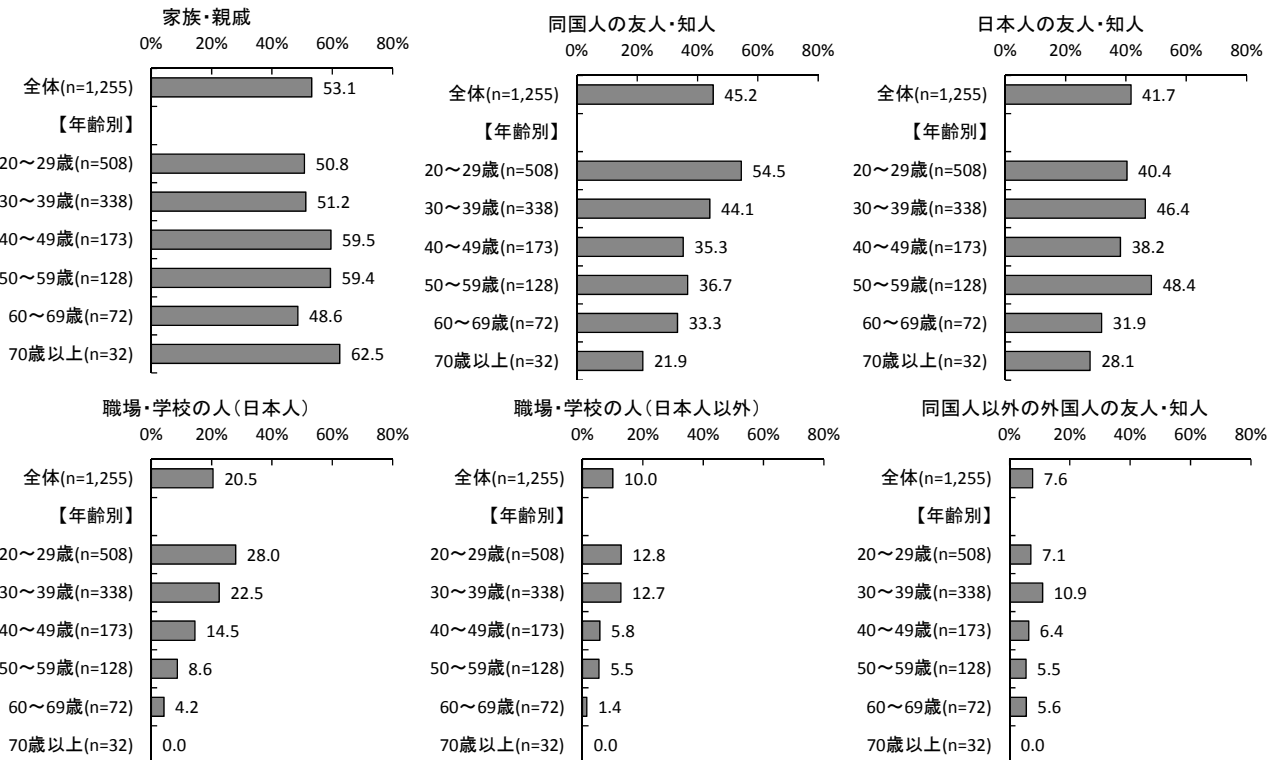 家族・親戚
0% 20% 40% 60% 80%
全体(n=1,255) 53.1
【年齢別】
20～29歳(n=508) 50.8
30～39歳(n=338) 51.2
40～49歳(n=173) 59.5
50～59歳(n=128) 59.4
60～69歳(n=72) 48.6
70歳以上(n=32) 62.5
同国人の友人・知人
0% 20% 40% 60% 80%
全体(n=1,255) 45.2
【年齢別】
20～29歳(n=508) 54.5
30～39歳(n=338) 44.1
40～49歳(n=173) 35.3
50～59歳(n=128) 36.7
60～69歳(n=72) 33.3
70歳以上(n=32) 21.9
日本人の友人・知人
0% 20% 40% 60% 80%
全体(n=1,255) 41.7
【年齢別】
20～29歳(n=508) 40.4
30～39歳(n=338) 46.4
40～49歳(n=173) 38.2
50～59歳(n=128) 48.4
60～69歳(n=72) 31.9
70歳以上(n=32) 28.1
職場・学校の人（日本人）
0% 20% 40% 60% 80%
全体(n=1,255) 20.5
【年齢別】
20～29歳(n=508) 28.0
30～39歳(n=338) 22.5
40～49歳(n=173) 14.5
50～59歳(n=128) 8.6
60～69歳(n=72) 4.2
70歳以上(n=32) 0.0
職場・学校の人（日本人以外）
0% 20% 40% 60% 80%
全体(n=1,255) 10.0
【年齢別】
20～29歳(n=508) 12.8
30～39歳(n=338) 12.7
40～49歳(n=173) 5.8
50～59歳(n=128) 5.5
60～69歳(n=72) 1.4
70歳以上(n=32) 0.0
同国人以外の外国人の友人・知人
0% 20% 40% 60% 80%
全体(n=1,255) 7.6
【年齢別】
20～29歳(n=508) 7.1
30～39歳(n=338) 10.9
40～49歳(n=173) 6.4
50～59歳(n=128) 5.5
60～69歳(n=72) 5.6
70歳以上(n=32) 0.0